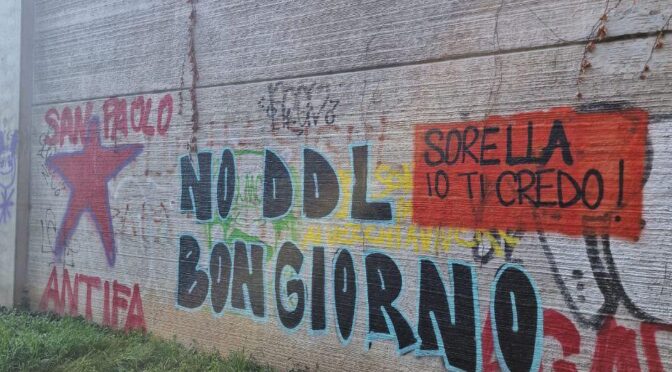 SAN PAOLO
ANTIFA
NO DDL
BONGIORNO
SORELLA
IO TI CREDO!